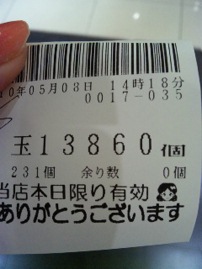 10年05月08日 14時18分
0017-035
玉13860個
231個 余り数 0個
当店本日限り有効
ありがとうございます